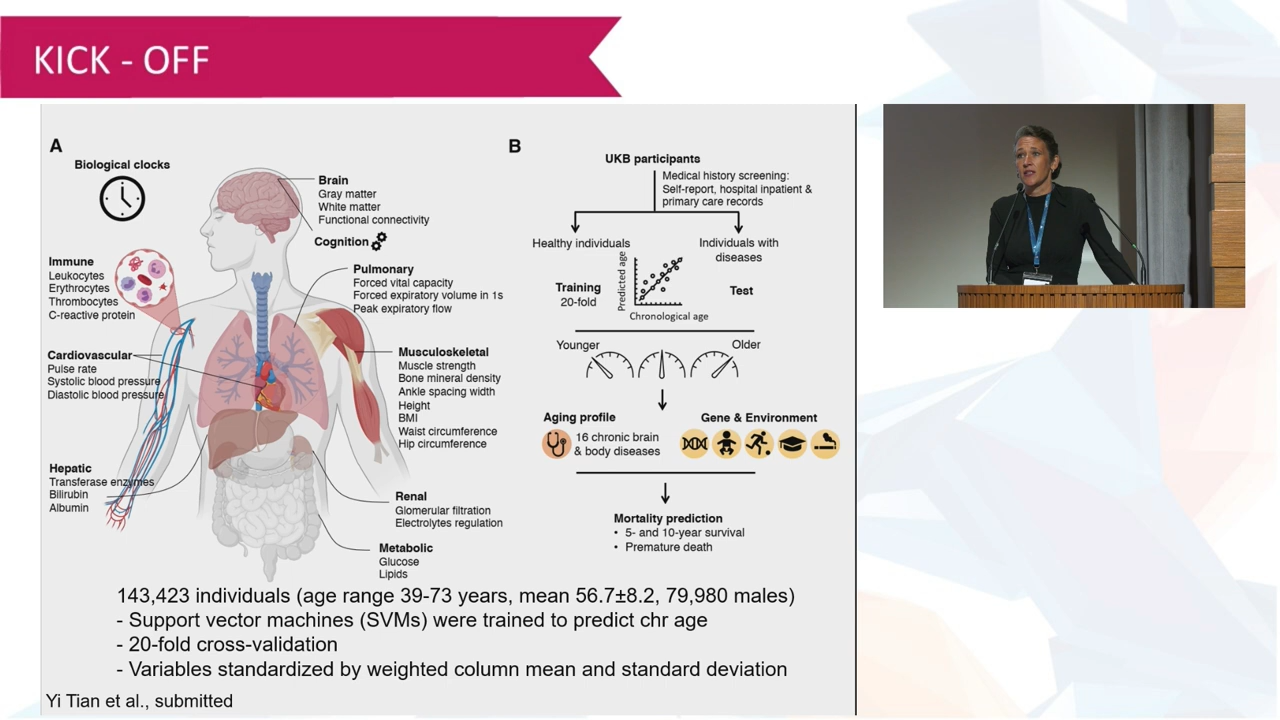 KICK - OFF
A
Biological clocks
Brain
Gray matter
White matter
Functional connectivity
Cognition
Immune
Leukocytes
Erythrocytes
Thrombocytes
C-reactive protein
Pulmonary
Forced vital capacity
Forced expiratory volume in 1s
Peak expiratory flow
Cardiovascular
Pulse rate
Systolic blood pressure
Diastolic blood pressure
Musculoskeletal
Muscle strength
Bone mineral density
Ankle spacing width
Height
BMI
Waist circumference
Hip circumference
Hepatic
Transferase enzymes
Bilirubin
Albumin
Renal
Glomerular filtration
Electrolytes regulation
Metabolic
Glucose
Lipids
B
UKB participants
Medical history screening:
Self-report, hospital inpatient &
primary care records
Healthy individuals
Individuals with
diseases
Training
20-fold
Predicted age
Chronological age
Test
Younger
Older
Aging profile
16 chronic brain
& body diseases
Gene & Environment
Mortality prediction
• 5- and 10-year survival
• Premature death
143,423 individuals (age range 39-73 years, mean 56.7±8.2, 79,980 males)
- Support vector machines (SVMs) were trained to predict chr age
- 20-fold cross-validation
- Variables standardized by weighted column mean and standard deviation
Yi Tian et al., submitted